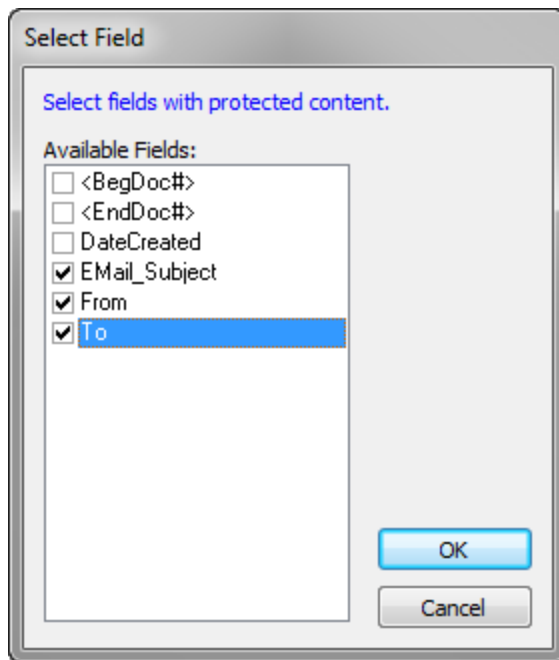 Select Field
Select fields with protected content.
Available Fields:
<BegDoc#>
<EndDoc#>
DateCreated
EMail_Subject
From
To
OK
Cancel